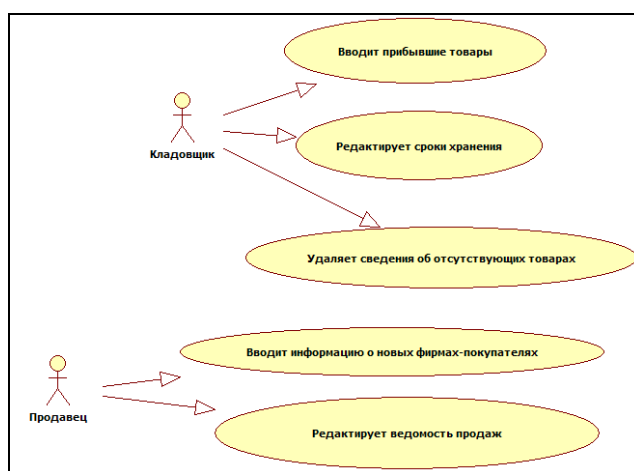 Вводит прибывшие товары
Редактирует сроки хранения
Кладовщик
Удаляет сведения об отсутствующих товарах
Вводит информацию о новых фирмах-покупателях
Продавец
Редактирует ведомость продаж